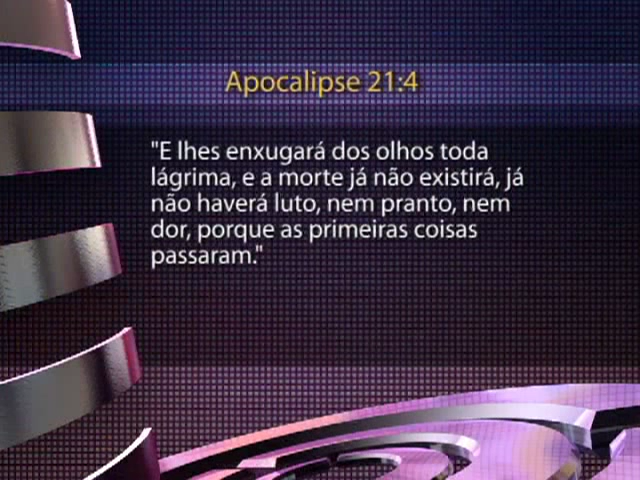 Apocalipse 21:4
"E lhes enxugará dos olhos toda
lágrima, e a morte já não existirá, já
não haverá luto, nem pranto, nem
dor, porque as primeiras coisas
passaram."